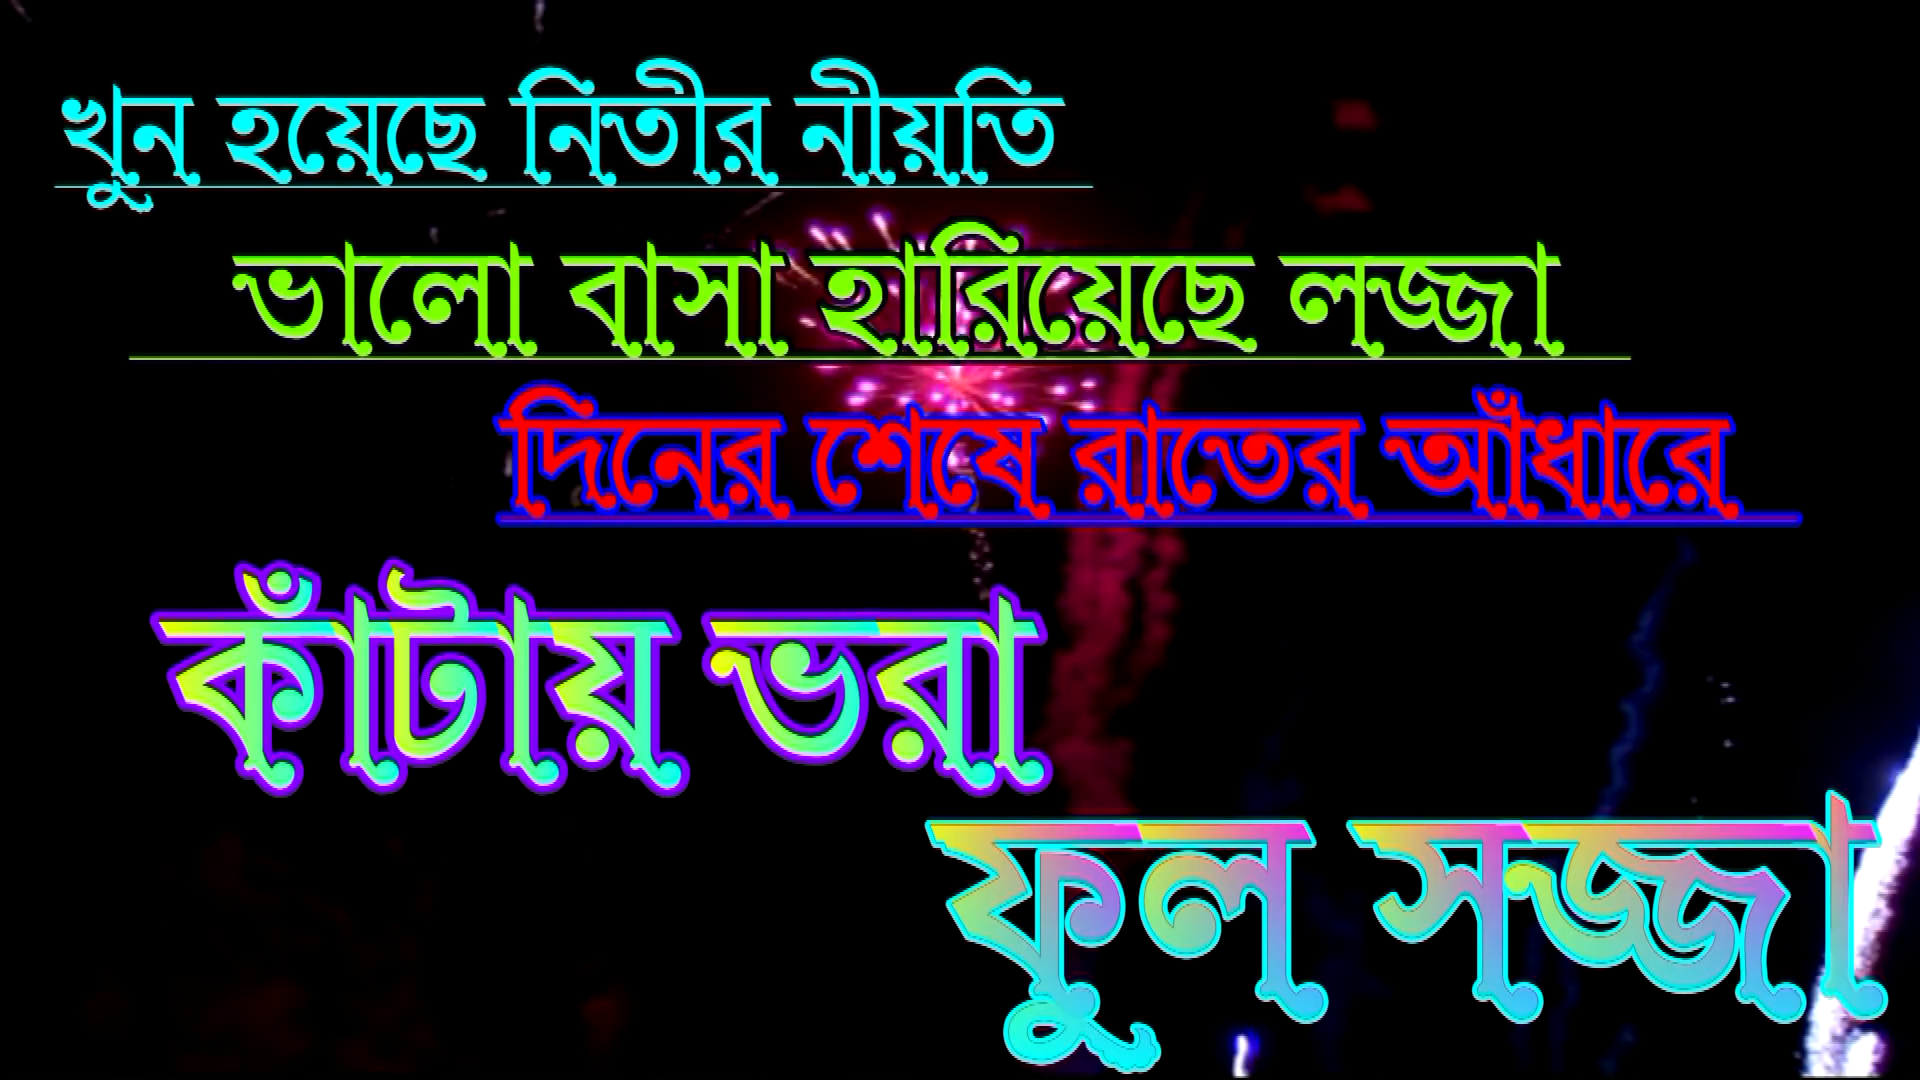 খুন হয়েছে নিতীর নীয়তি
ভালো বাসা হারিয়েছে লজ্জা
দিনের শেষে রাতের আঁধারে
কাঁটায় ভরা
ফুল সজ্জা